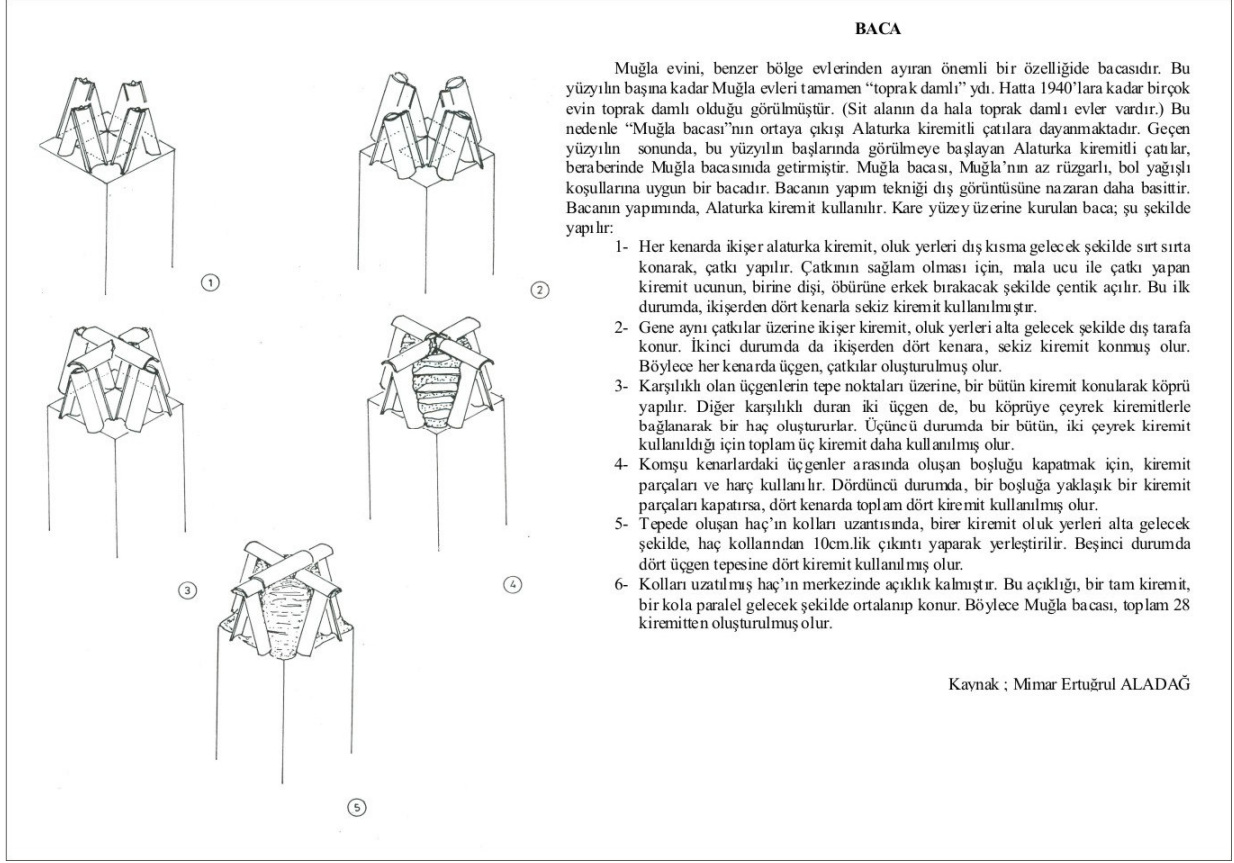 BACA
Muğla evini, benzer bölge evlerinden ayıran önemli bir özelliğide bacasıdır. Bu
yüzyılın başına kadar Muğla evleri tamamen “toprak damlı” ydı. Hatta 1940’lara kadar birçok
evin toprak damlı olduğu görülmüştür. (Sit alanın da hala toprak damlı evler vardır.) Bu
nedenle “Muğla bacası”nın ortaya çıkışı Alaturka kiremitli çatılara dayanmaktadır. Geçen
yüzyılın sonunda, bu yüzyılın başlarında görülmeye başlayan Alaturka kiremitli çatılar,
beraberinde Muğla bacasınıda getirmiştir. Muğla bacası, Muğla’nın az rüzgarlı, bol yağışlı
koşullarına uygun bir bacadır. Bacanın yapım tekniği dış görüntüsüne nazaran daha basittir.
Bacanın yapımında, Alaturka kiremit kullanılır. Kare yüzey üzerine kurulan baca; şu şekilde
yapılır:
1- Her kenarda ikişer alaturka kiremit, oluk yerleri dış kısma gelecek şekilde sırt sırta
konarak, çatkı yapılır. Çatkının sağlam olması için, mala ucu ile çatkı yapan
kiremit ucunun, birine dişi, öbürüne erkek bırakacak şekilde çentik açılır. Bu ilk
durumda, ikişerden dört kenarla sekiz kiremit kullanılmıştır.
2- Gene aynı çatkılar üzerine ikişer kiremit, oluk yerleri alta gelecek şekilde dış tarafa
konur. İkinci durumda da ikişerden dört kenara, sekiz kiremit konmuş olur.
Böylece her kenarda üçgen, çatkılar oluşturulmuş olur.
3- Karşılıklı olan üçgenlerin tepe noktaları üzerine, bir bütün kiremit konularak köprü
yapılır. Diğer karşılıklı duran iki üçgen de, bu köprüye çeyrek kiremitlerle
bağlanarak bir haç oluştururlar. Üçüncü durumda bir bütün, iki çeyrek kiremit
kullanıldığı için toplam üç kiremit daha kullanılmış olur.
4- Komşu kenarlardaki üçgenler arasında oluşan boşluğu kapatmak için, kiremit
parçaları ve harç kullanılır. Dördüncü durumda, bir boşluğa yaklaşık bir kiremit
parçaları kapatırsa, dört kenarda toplam dört kiremit kullanılmış olur.
5- Tepede oluşan haç’ın kolları uzantısında, birer kiremit oluk yerleri alta gelecek
şekilde, haç kollarından 10cm.lik çıkıntı yaparak yerleştirilir. Beşinci durumda
dört üçgen tepesine dört kiremit kullanılmış olur.
6- Kolları uzatılmış haç’ın merkezinde açıklık kalmıştır. Bu açıklığı, bir tam kiremit,
bir kola paralel gelecek şekilde ortalanıp konur. Böylece Muğla bacası, toplam 28
kiremitten oluşturulmuş olur.
Kaynak ; Mimar Ertuğrul ALADAĞ
1
2
3
4
5